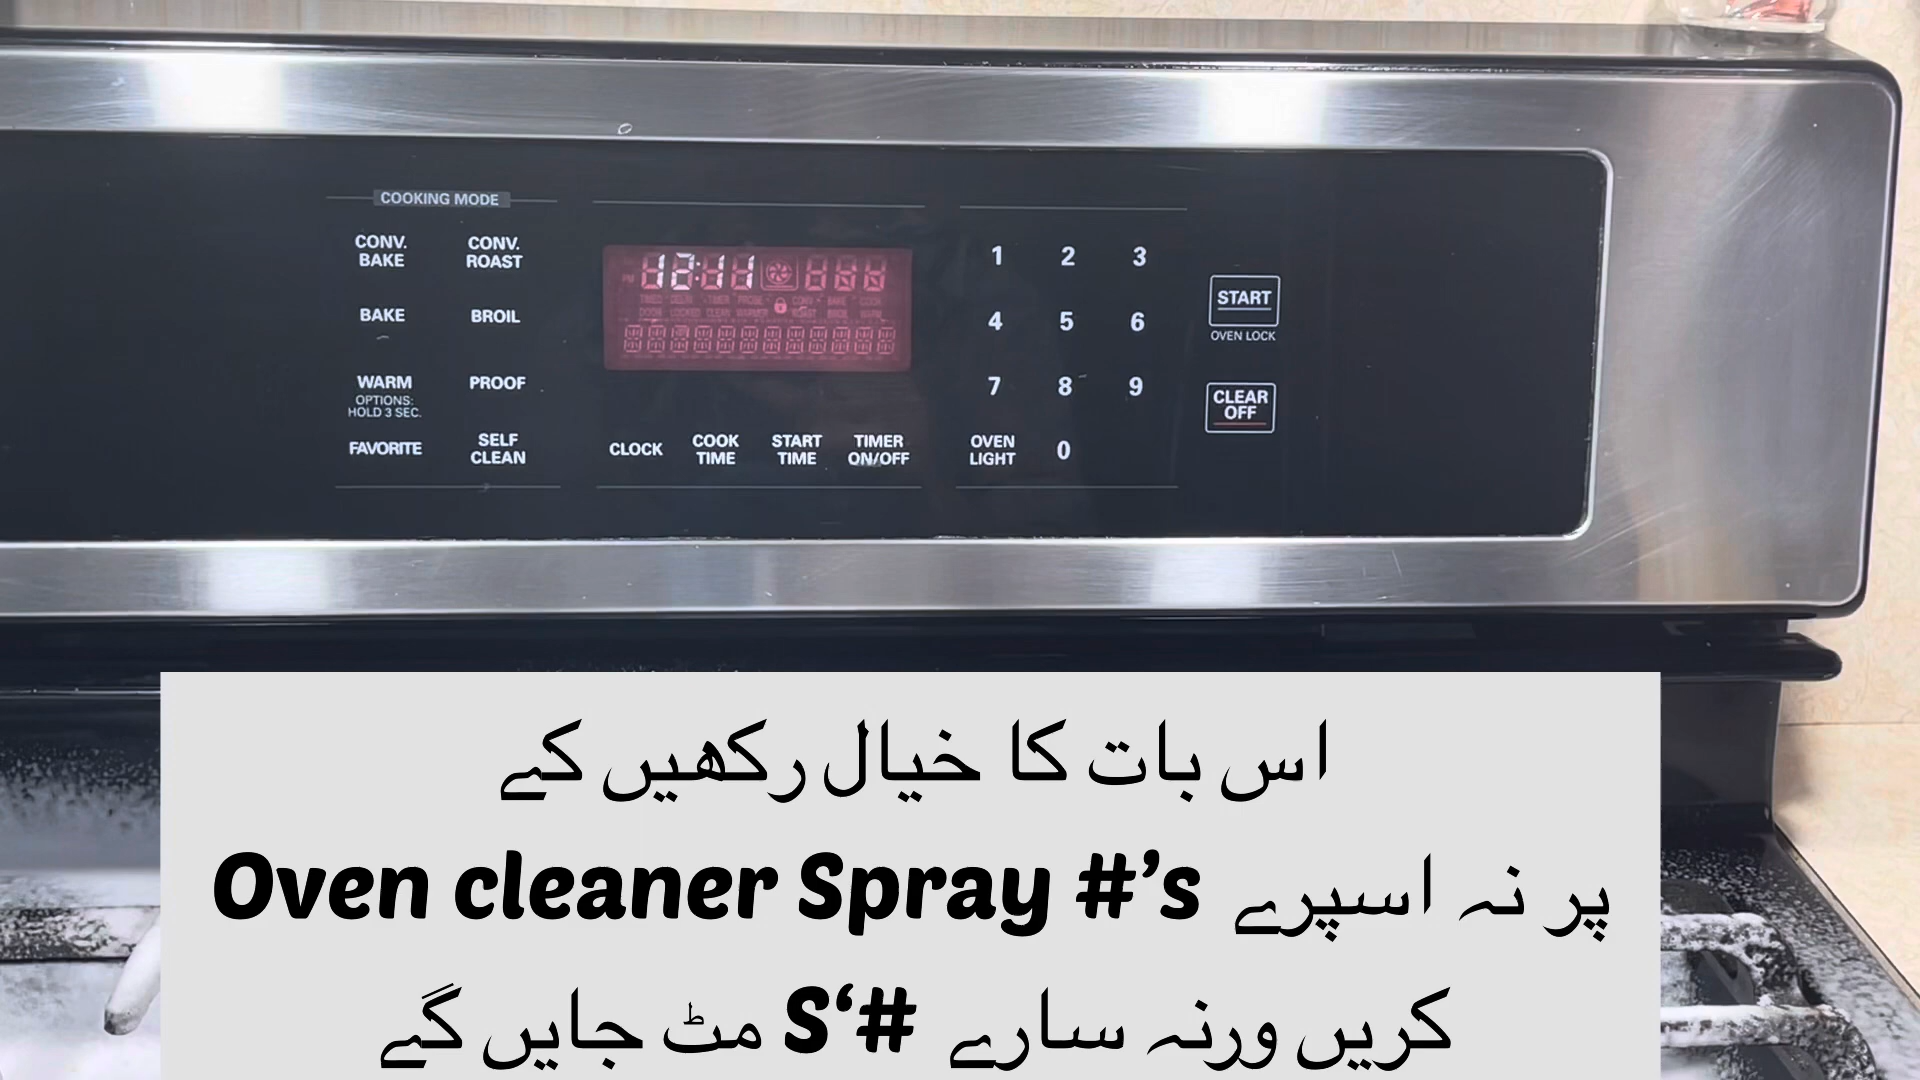 COOKING MODE
CONV. BAKE
CONV. ROAST
BAKE
BROIL
WARM
OPTIONS: HOLD 3 SEC.
PROOF
FAVORITE
SELF CLEAN
12:11
CLOCK
COOK TIME
START TIME
TIMER ON/OFF
1 2 3
4 5 6
7 8 9
OVEN LIGHT
0
START
OVEN LOCK
CLEAR OFF
اس بات کا خیال رکھیں کے
Oven cleaner Spray #’s پر نہ اسپرے
کریں ورنہ سارے #‘S مٹ جایں گے